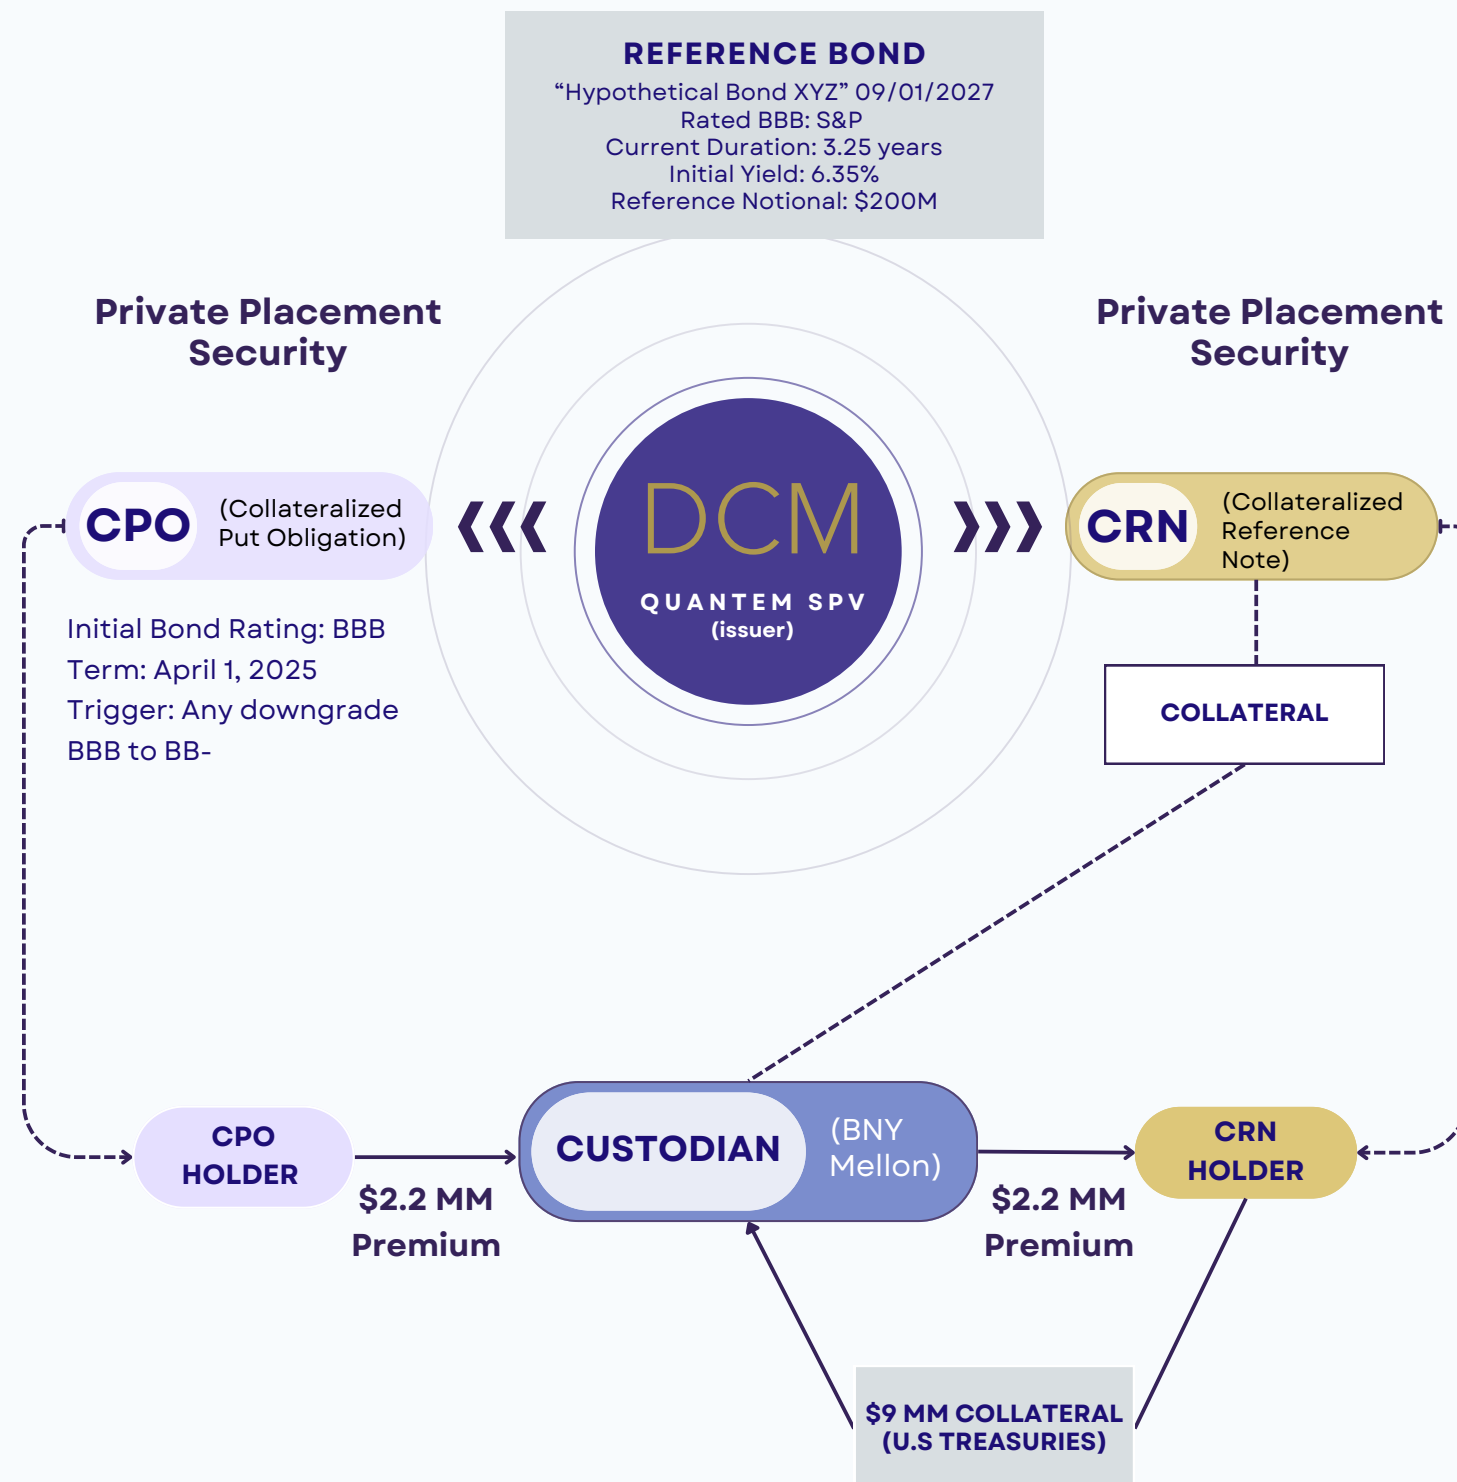 REFERENCE BOND
“Hypothetical Bond XYZ” 09/01/2027
Rated BBB: S&P
Current Duration: 3.25 years
Initial Yield: 6.35%
Reference Notional: $200M
Private Placement
Security
Private Placement
Security
CPO
(Collateralized
Put Obligation)
DCM
QUANTEM SPV
(issuer)
CRN
(Collateralized
Reference
Note)
Initial Bond Rating: BBB
Term: April 1, 2025
Trigger: Any downgrade
BBB to BB-
COLLATERAL
CPO
HOLDER
$2.2 MM
Premium
CUSTODIAN
(BNY
Mellon)
$2.2 MM
Premium
CRN
HOLDER
$9 MM COLLATERAL
(U.S TREASURIES)